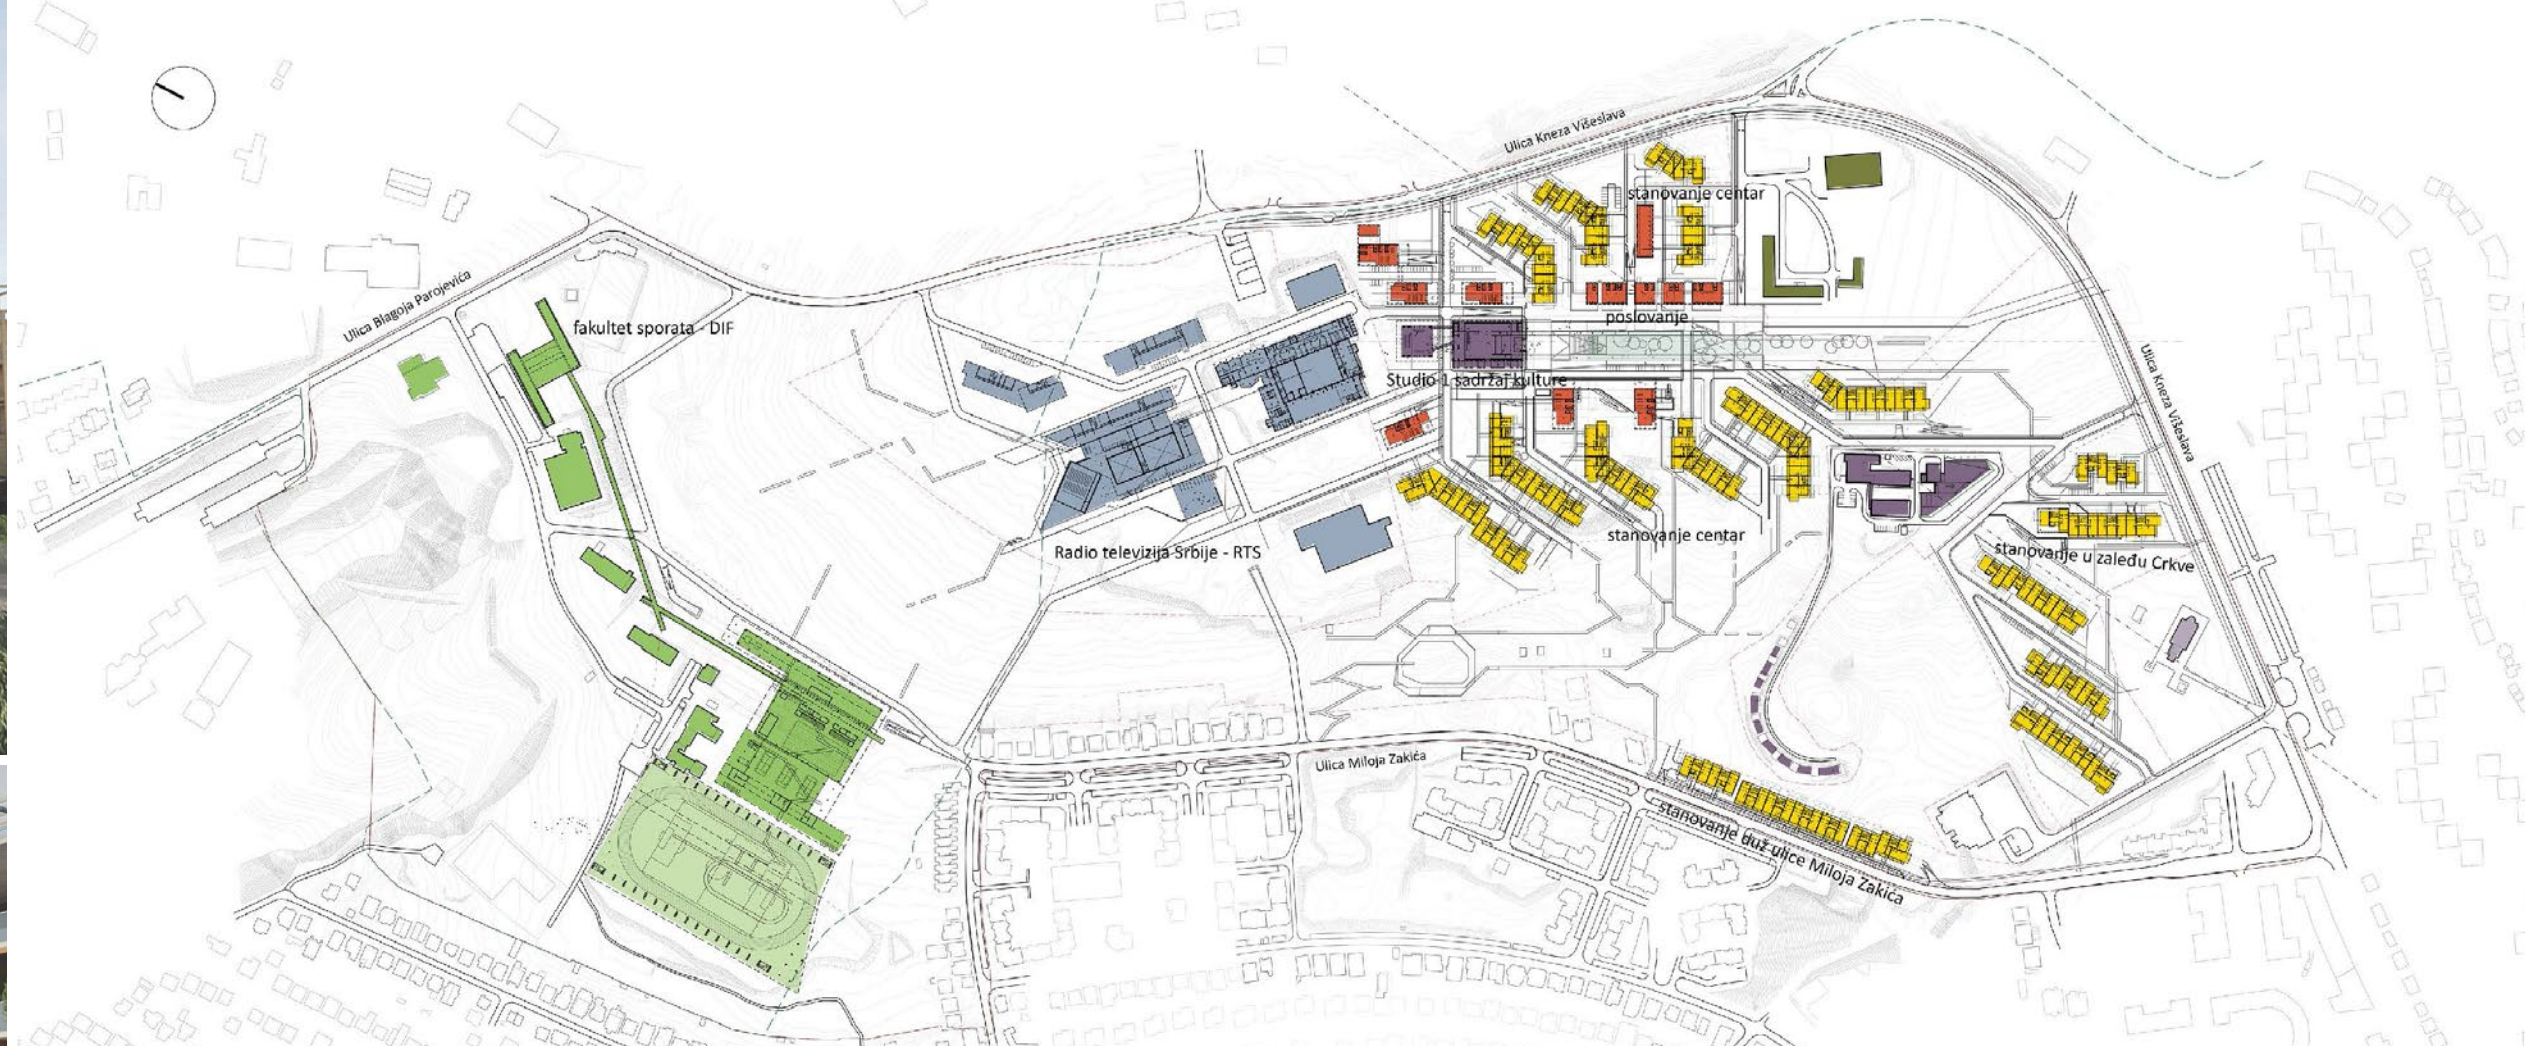 Ulica Kneza Višeslava
stanovanje centar
Ulica Blagoja Parojevića
fakultet sporata - DIF
poslovanje
Studio 1 sadržaj kulture
Ulica Kneza Višeslava
Radio televizija Srbije - RTS
stanovanje centar
stanovanje u zaleđu Crkve
Ulica Miloja Zakića
stanovanje duž ulice Miloja Zakića